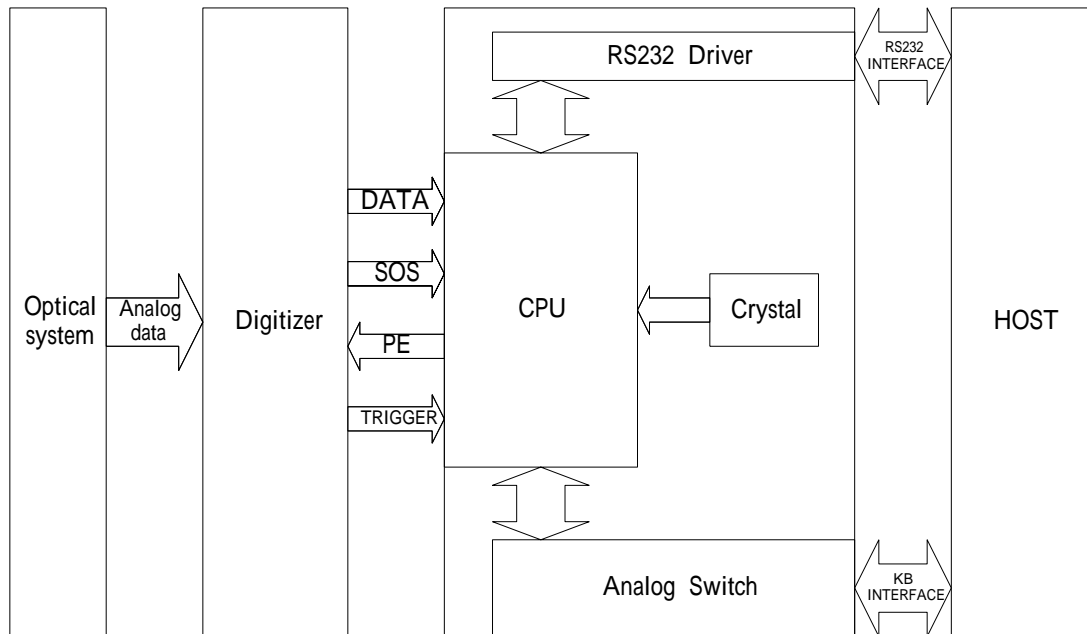 RS232 Driver
RS232
INTERFACE
DATA
SOS
Optical
system
Analog
data
Digitizer
PE
TRIGGER
CPU
Crystal
HOST
Analog Switch
KB
INTERFACE